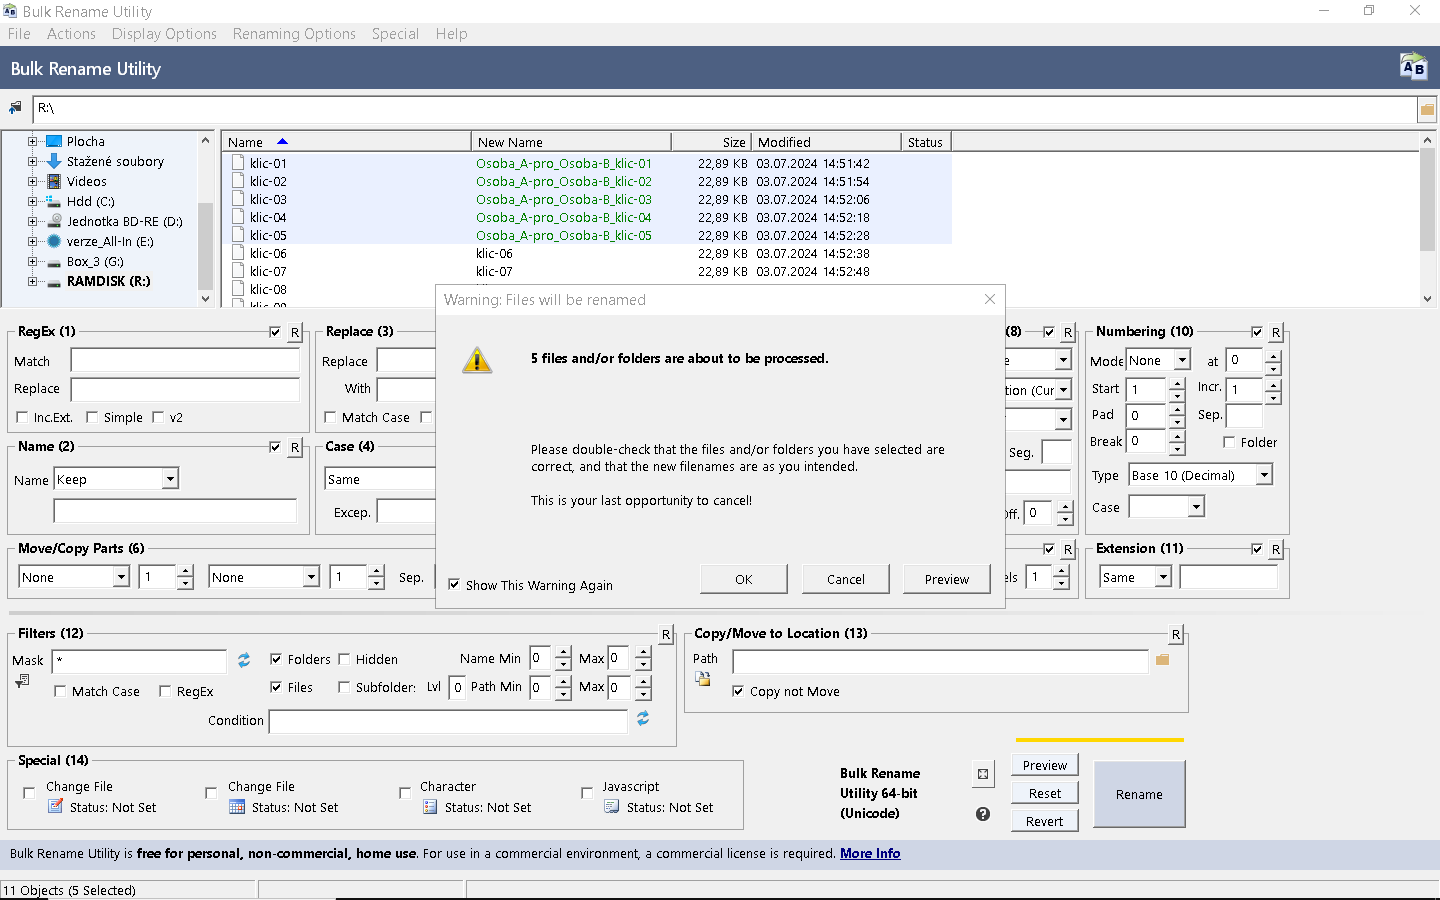 Bulk Rename Utility
File Actions Display Options Renaming Options Special Help
Bulk Rename Utility
R:\
Plocha
Stažené soubory
Videos
Hdd (C:)
Jednotka BD-RE (D:)
verze_All-In (E:)
Box_3 (G:)
RAMDISK (R:)
Name New Name Size Modified Status
klic-01 Osoba_A-pro_Osoba-B_klic-01 22,89 KB 03.07.2024 14:51:42
klic-02 Osoba_A-pro_Osoba-B_klic-02 22,89 KB 03.07.2024 14:51:54
klic-03 Osoba_A-pro_Osoba-B_klic-03 22,89 KB 03.07.2024 14:52:06
klic-04 Osoba_A-pro_Osoba-B_klic-04 22,89 KB 03.07.2024 14:52:18
klic-05 Osoba_A-pro_Osoba-B_klic-05 22,89 KB 03.07.2024 14:52:28
klic-06 klic-06 22,89 KB 03.07.2024 14:52:38
klic-07 klic-07 22,89 KB 03.07.2024 14:52:48
klic-08
Warning: Files will be renamed
5 files and/or folders are about to be processed.
Please double-check that the files and/or folders you have selected are
correct, and that the new filenames are as you intended.
This is your last opportunity to cancel!
Show This Warning Again
OK Cancel Preview
RegEx (1) R
Match
Replace
Inc.Ext. Simple v2
Replace (3)
Replace
With
Match Case
(8) R
tion (Cur
Seg.
0
Numbering (10) R
Mode None at 0
Start 1 Incr. 1
Pad 0 Sep.
Break 0 Folder
Type Base 10 (Decimal)
Case
Name (2) R
Name Keep
Case (4)
Same
Excep.
Move/Copy Parts (6)
None 1 None 1 Sep.
R
els 1
Extension (11) R
Same
Filters (12) R
Mask * Folders Hidden Name Min 0 Max 0
Match Case RegEx Files Subfolder: Lvl 0 Path Min 0 Max 0
Condition
Copy/Move to Location (13) R
Path
Copy not Move
Special (14)
Change File
Status: Not Set
Change File
Status: Not Set
Character
Status: Not Set
Javascript
Status: Not Set
Bulk Rename
Utility 64-bit
(Unicode)
Preview
Reset
Revert
Rename
Bulk Rename Utility is free for personal, non-commercial, home use. For use in a commercial environment, a commercial license is required. More Info
11 Objects (5 Selected)